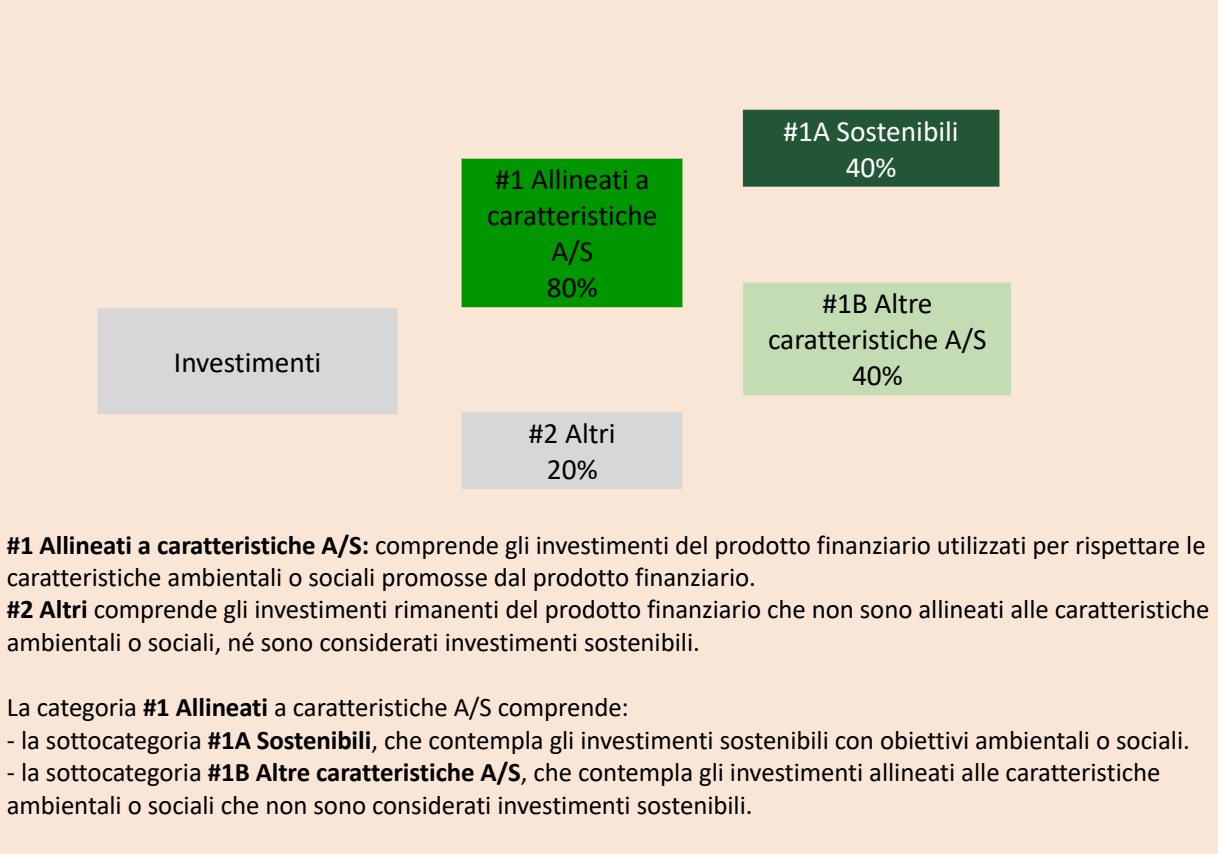 #1A Sostenibili
40%
#1 Allineati a
caratteristiche
A/S
80%
#1B Altre
caratteristiche A/S
40%
Investimenti
#2 Altri
20%
#1 Allineati a caratteristiche A/S: comprende gli investimenti del prodotto finanziario utilizzati per rispettare le
caratteristiche ambientali o sociali promosse dal prodotto finanziario.
#2 Altri comprende gli investimenti rimanenti del prodotto finanziario che non sono allineati alle caratteristiche
ambientali o sociali, né sono considerati investimenti sostenibili.
La categoria #1 Allineati a caratteristiche A/S comprende:
- la sottocategoria #1A Sostenibili, che contempla gli investimenti sostenibili con obiettivi ambientali o sociali.
- la sottocategoria #1B Altre caratteristiche A/S, che contempla gli investimenti allineati alle caratteristiche
ambientali o sociali che non sono considerati investimenti sostenibili.